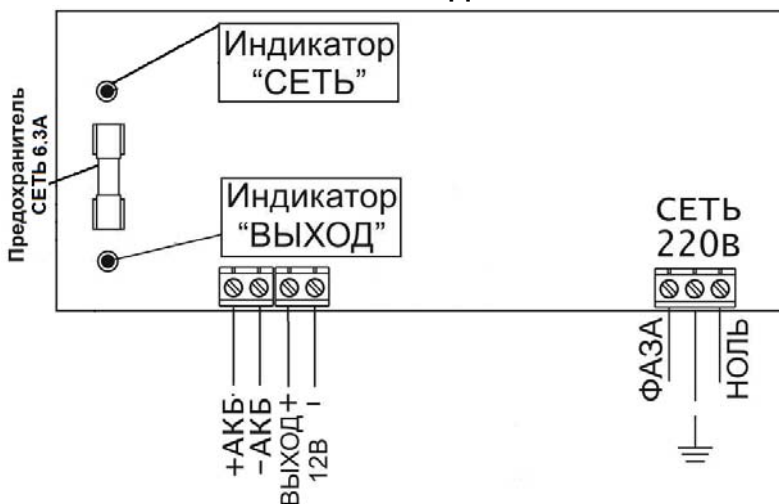 Индикатор
“СЕТЬ”
Предохранитель
СЕТЬ 6.3А
Индикатор
“ВЫХОД”
СЕТЬ
220В
ФАЗА
НОЛЬ
+АКБ
–АКБ
ВЫХОД +
12В –